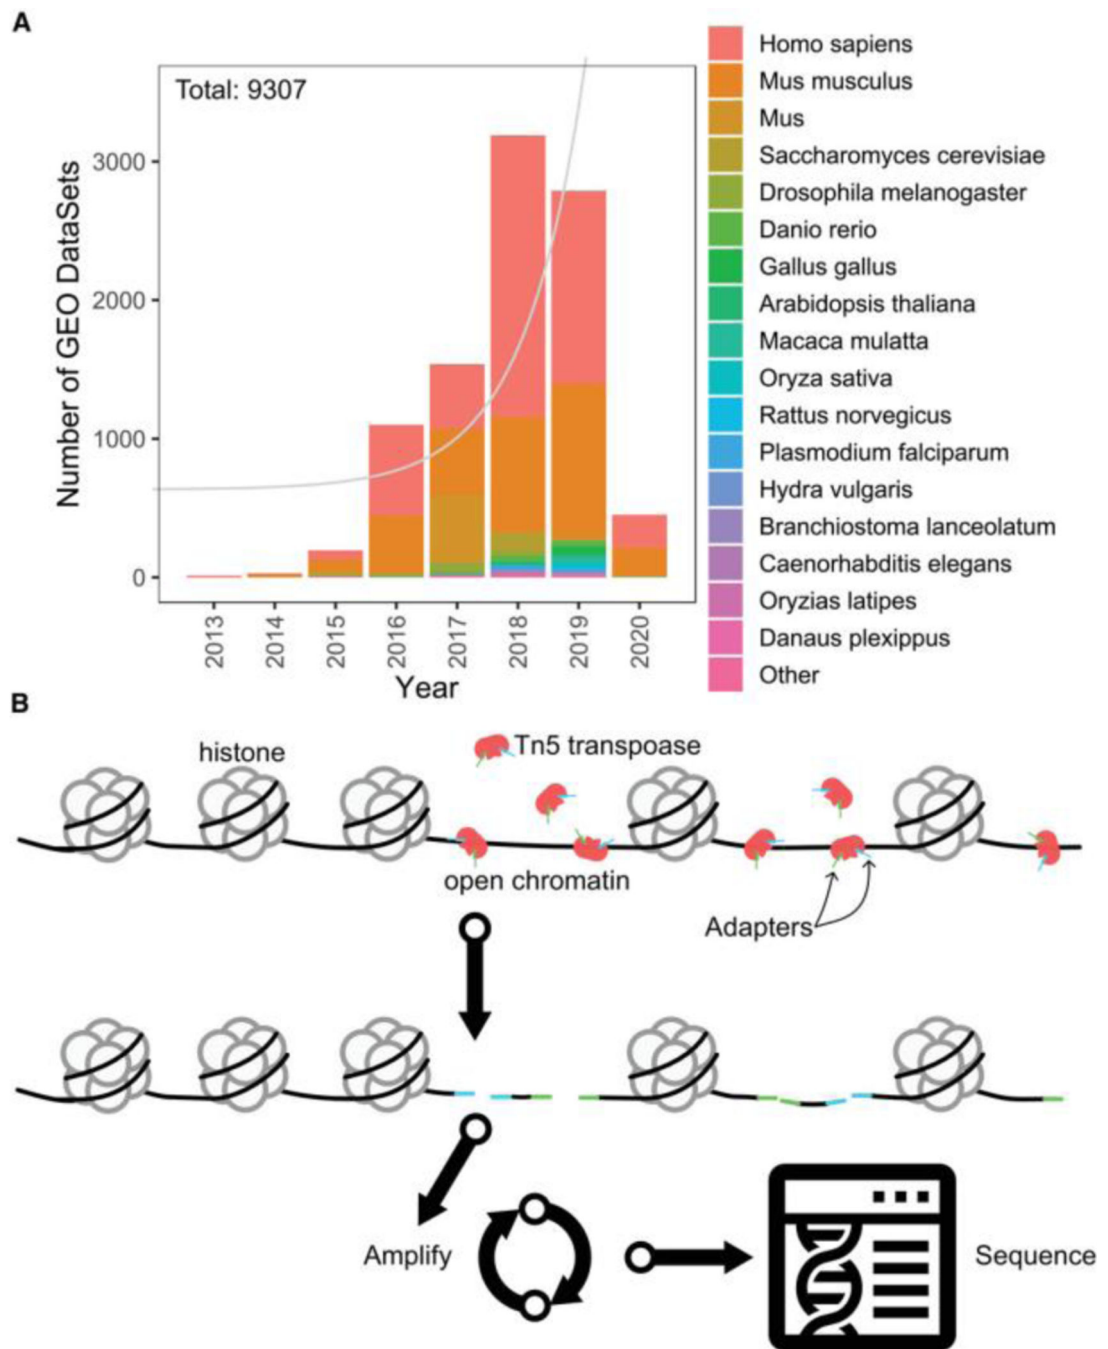 A
Total: 9307
Number of GEO DataSets
3000
2000
1000
0
2013
2014
2015
2016
2017
2018
2019
2020
Year
Homo sapiens
Mus musculus
Mus
Saccharomyces cerevisiae
Drosophila melanogaster
Danio rerio
Gallus gallus
Arabidopsis thaliana
Macaca mulatta
Oryza sativa
Rattus norvegicus
Plasmodium falciparum
Hydra vulgaris
Branchiostoma lanceolatum
Caenorhabditis elegans
Oryzias latipes
Danaus plexippus
Other
B
histone
Tn5 transpoase
open chromatin
Adapters
Amplify
Sequence